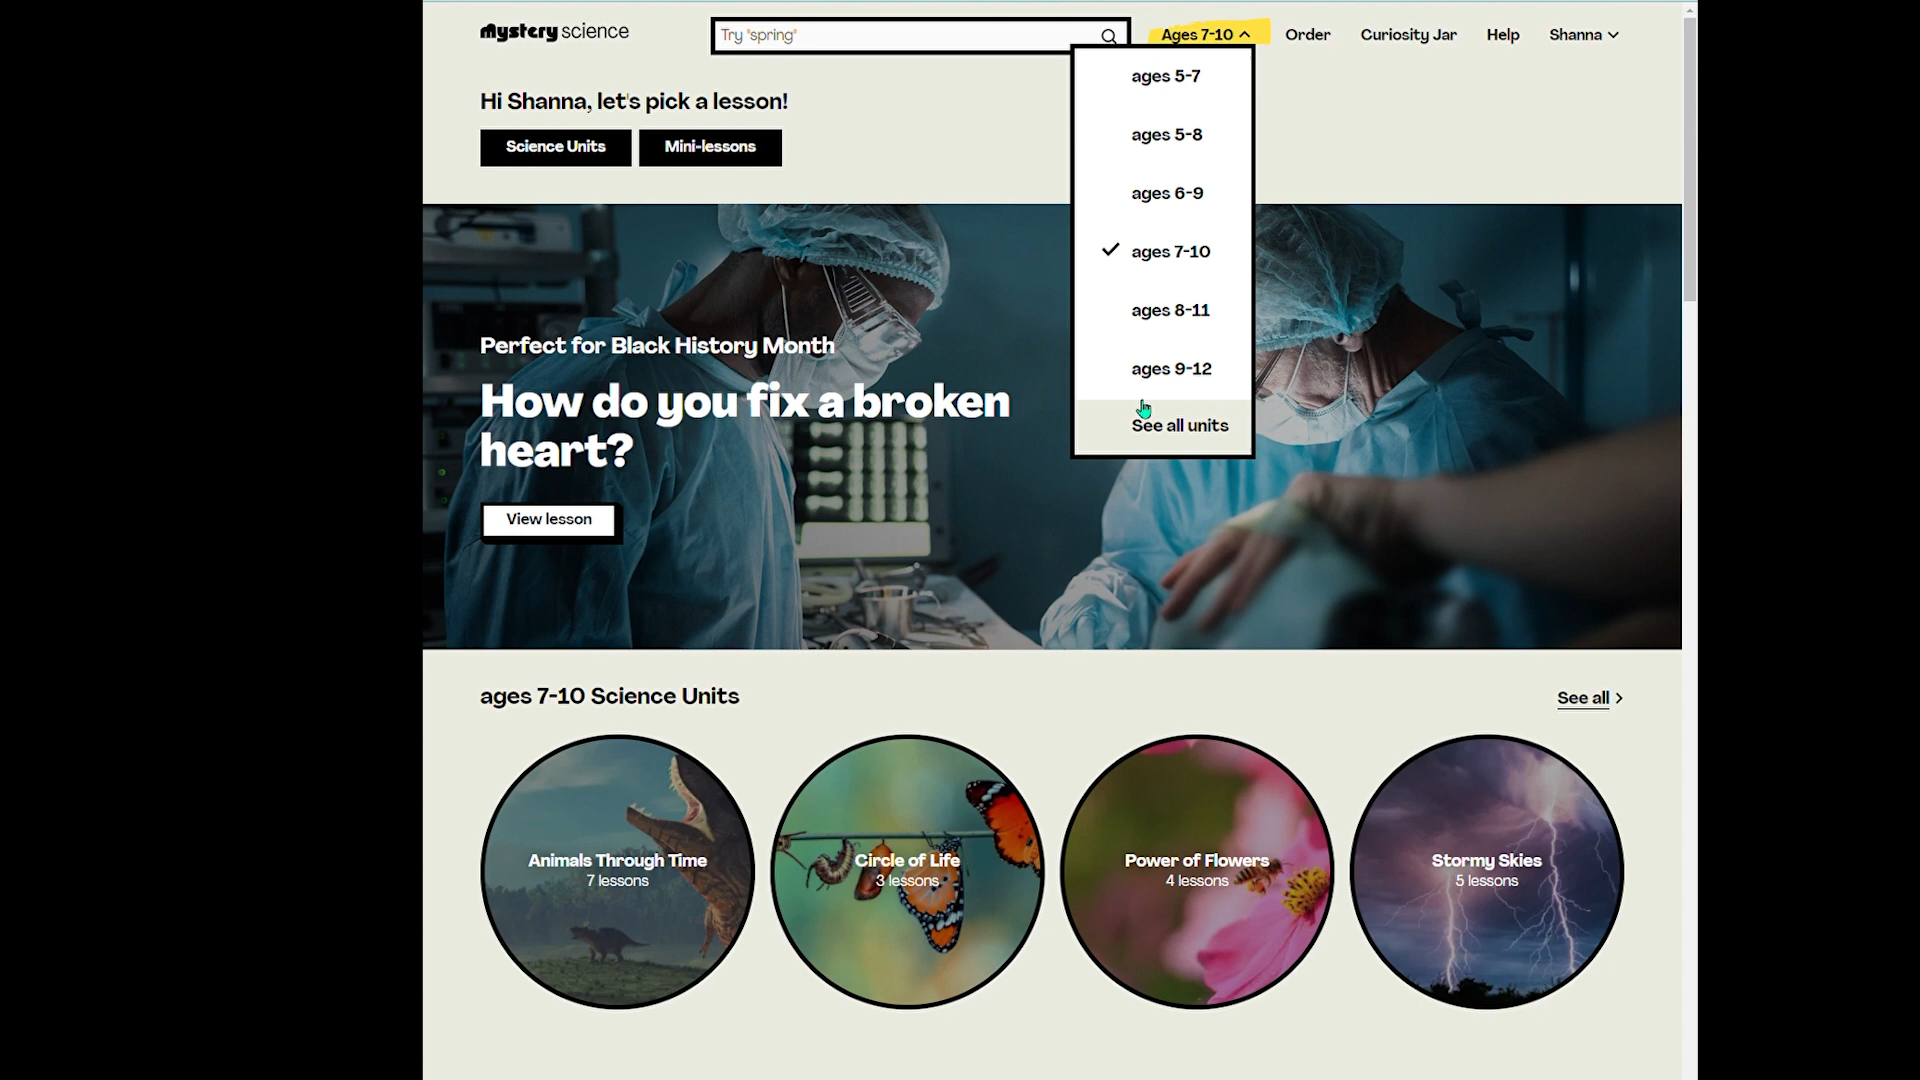 mystery science
Try "spring"
Ages 7-10
Order
Curiosity Jar
Help
Shanna
ages 5-7
ages 5-8
ages 6-9
ages 7-10
ages 8-11
ages 9-12
See all units
Hi Shanna, let's pick a lesson!
Science Units
Mini-lessons
Perfect for Black History Month
How do you fix a broken
heart?
View lesson
ages 7-10 Science Units
See all
Animals Through Time
7 lessons
Circle of Life
3 lessons
Power of Flowers
4 lessons
Stormy Skies
5 lessons